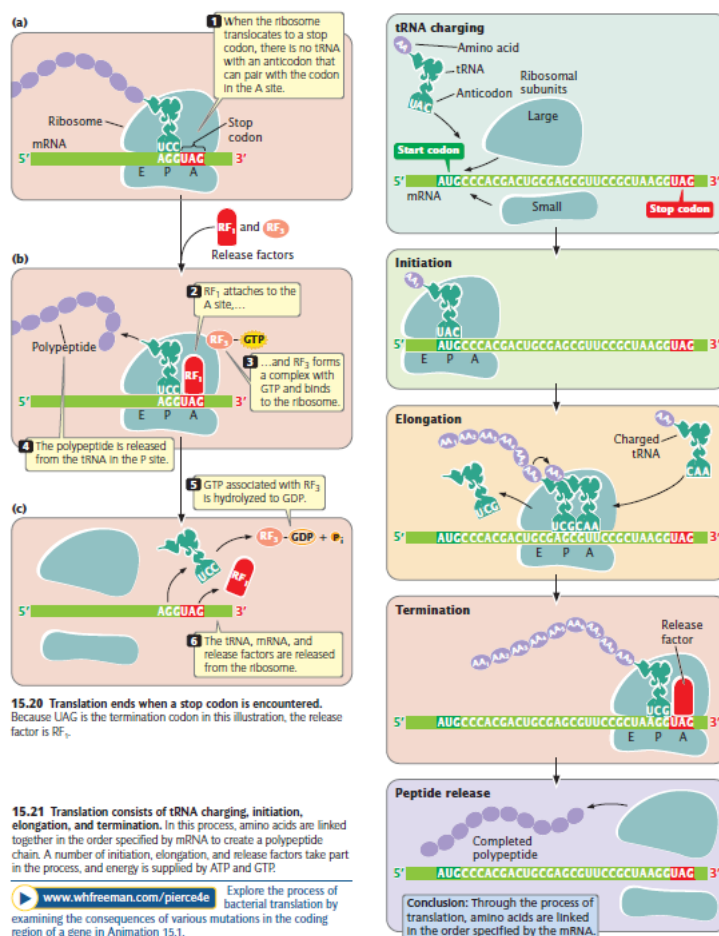 (a)
1 When the ribosome
translocates to a stop
codon, there is no tRNA
with an anticodon that
can pair with the codon
in the A site.
Ribosome
Stop
codon
mRNA
UCC
5' AGGUAG 3'
E P A
RF1 and RF3
Release factors
(b)
2 RF1 attaches to the
A site,…
Polypeptide
RF3 GTP
RF1
3 …and RF3 forms
a complex with
GTP and binds
to the ribosome.
UCC
5' AGGUAG 3'
E P A
4 The polypeptide is released
from the tRNA in the P site.
5 GTP associated with RF3
is hydrolyzed to GDP.
(c)
RF3 GDP + Pi
UCC
RF1
5' AGGUAG 3'
6 The tRNA, mRNA, and
release factors are released
from the ribosome.
15.20 Translation ends when a stop codon is encountered.
Because UAG is the termination codon in this illustration, the release
factor is RF1.
15.21 Translation consists of tRNA charging, initiation,
elongation, and termination. In this process, amino acids are linked
together in the order specified by mRNA to create a polypeptide
chain. A number of initiation, elongation, and release factors take part
in the process, and energy is supplied by ATP and GTP.
www.whfreeman.com/pierce4e Explore the process of
bacterial translation by
examining the consequences of various mutations in the coding
region of a gene in Animation 15.1.
tRNA charging
AA
Amino acid
tRNA
Anticodon
UAC
Ribosomal
subunits
Large
Start codon
5' AUGCCCACGACUGCGAGCGUUCCGCUAAGGUAG 3'
mRNA
Small
Stop codon
Initiation
UAC
5' AUGCCCACGACUGCGAGCGUUCCGCUAAGGUAG 3'
E P A
Elongation
Charged
tRNA
CAA
UCG
UCGCAA
5' AUGCCCACGACUGCGAGCGUUCCGCUAAGGUAG 3'
E P A
Termination
Release
factor
UCG
5' AUGCCCACGACUGCGAGCGUUCCGCUAAGGUAG 3'
E P A
Peptide release
Completed
polypeptide
5' AUGCCCACGACUGCGAGCGUUCCGCUAAGGUAG 3'
Conclusion: Through the process of
translation, amino acids are linked
in the order specified by the mRNA.